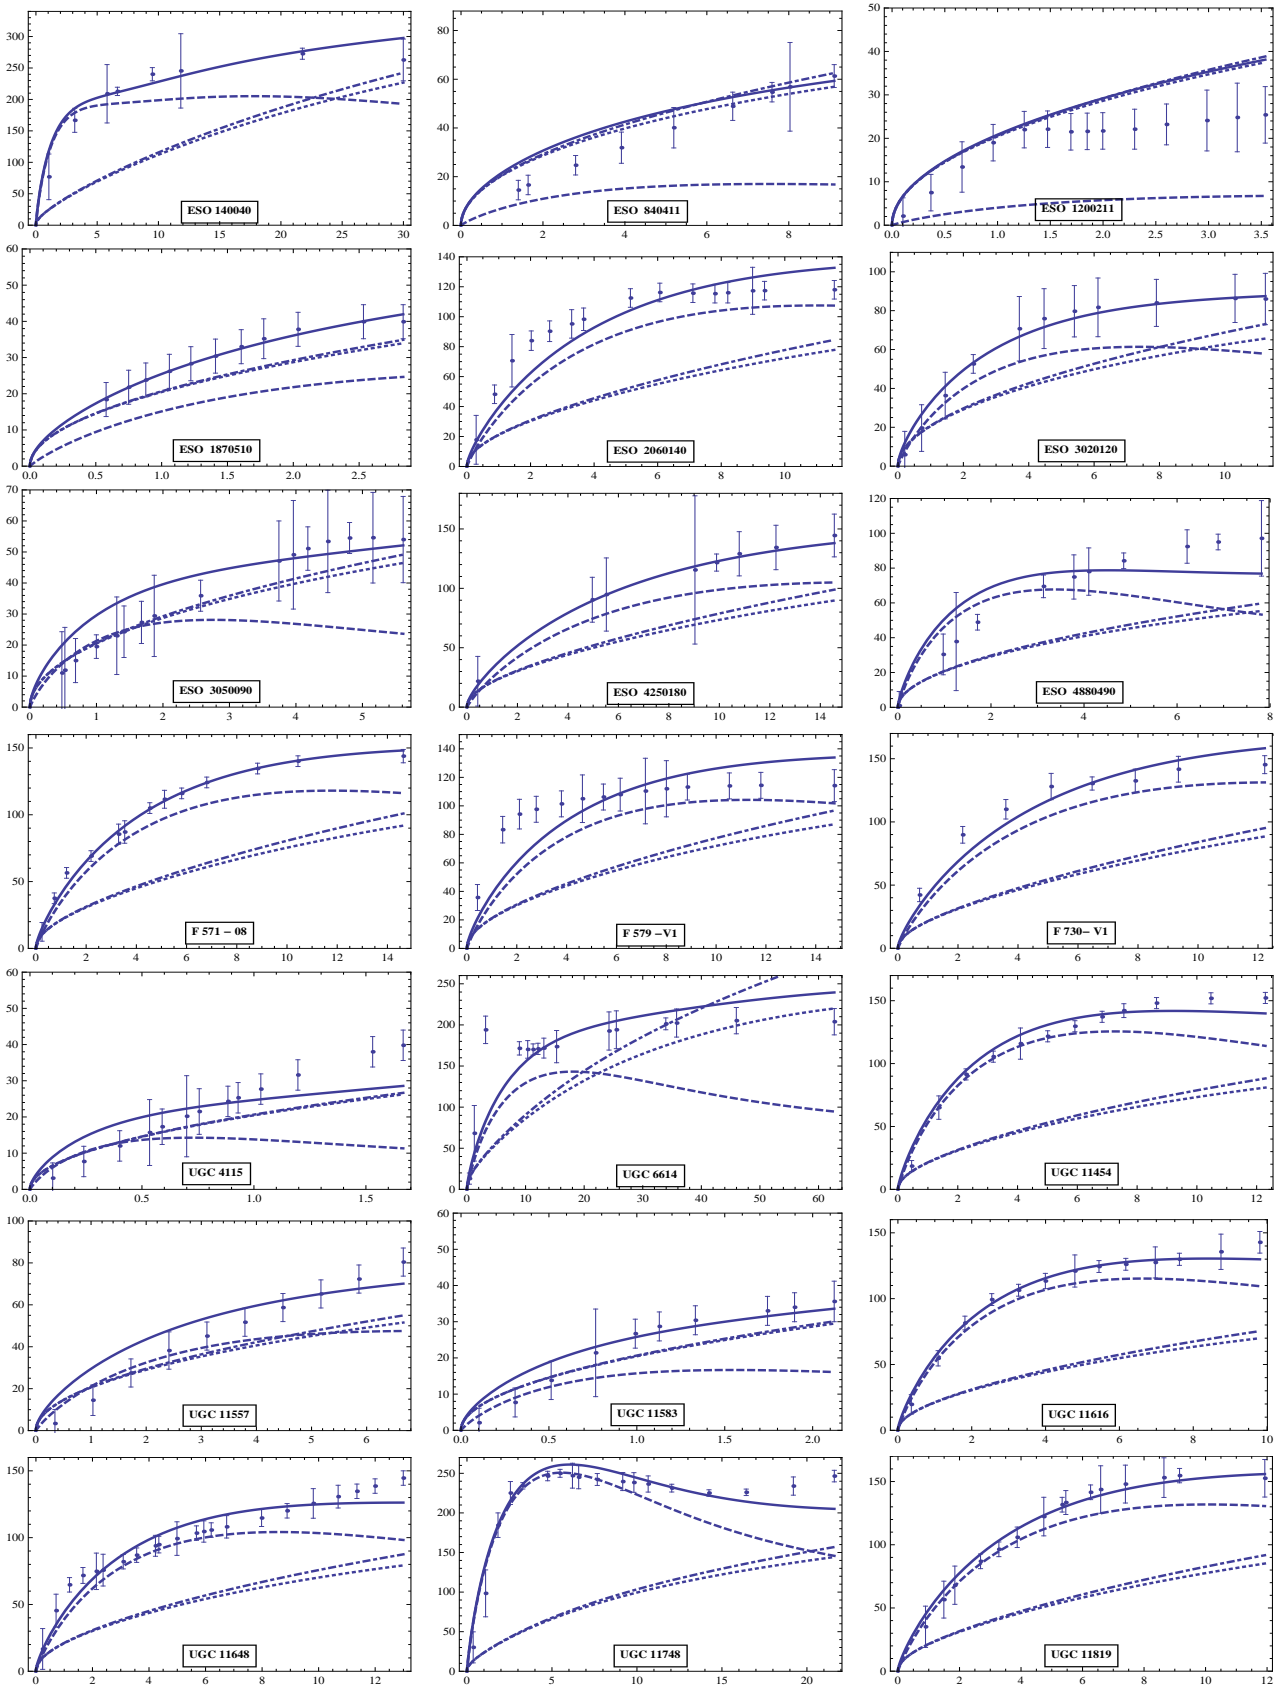 ESO 140040
ESO 840411
ESO 1200211
ESO 1870510
ESO 2060140
ESO 3020120
ESO 3050090
ESO 4250180
ESO 4880490
F 571 – 08
F 579 –V1
F 730– V1
UGC 4115
UGC 6614
UGC 11454
UGC 11557
UGC 11583
UGC 11616
UGC 11648
UGC 11748
UGC 11819